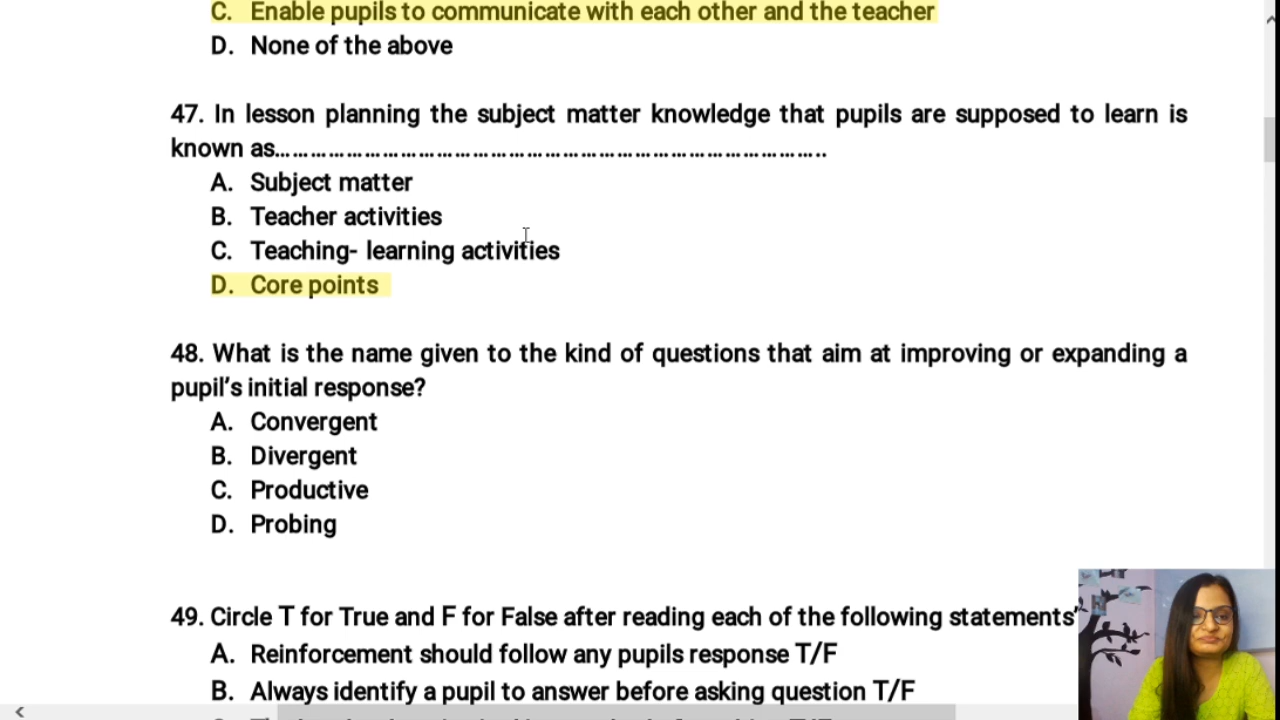 C. Enable pupils to communicate with each other and the teacher
D. None of the above
47. In lesson planning the subject matter knowledge that pupils are supposed to learn is
known as……………………………………………………………………………..
A. Subject matter
B. Teacher activities
C. Teaching- learning activities
D. Core points
48. What is the name given to the kind of questions that aim at improving or expanding a
pupil’s initial response?
A. Convergent
B. Divergent
C. Productive
D. Probing
49. Circle T for True and F for False after reading each of the following statements”
A. Reinforcement should follow any pupils response T/F
B. Always identify a pupil to answer before asking question T/F